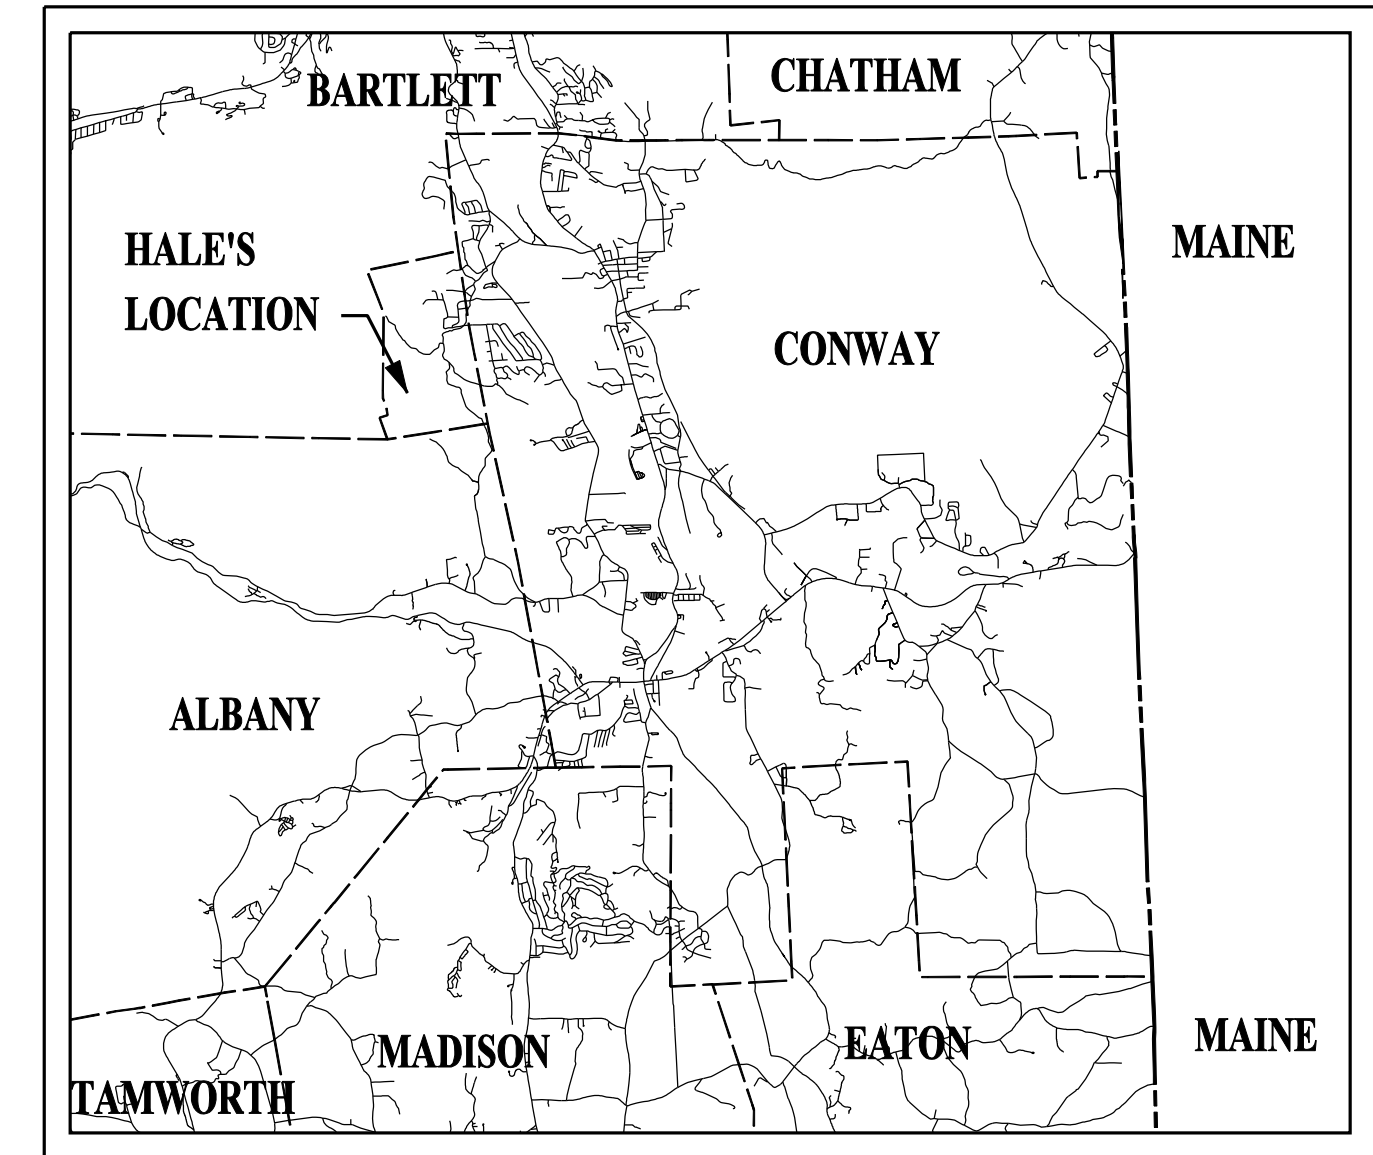 BARTLETT
CHATHAM
HALE'S
LOCATION
MAINE
CONWAY
ALBANY
MADISON
EATON
MAINE
TAMWORTH